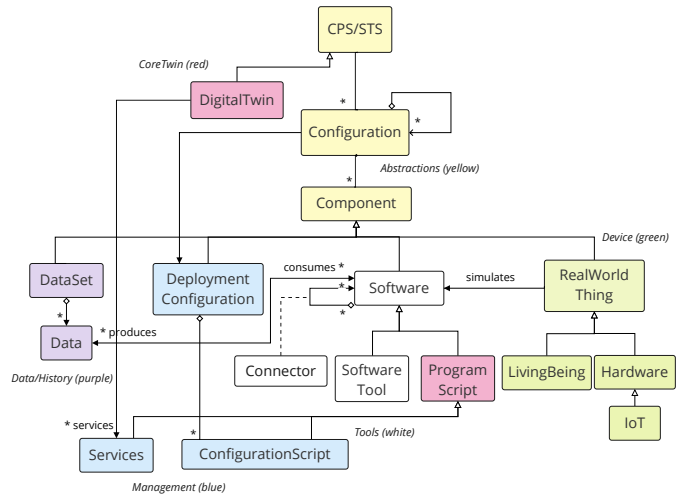 CPS/STS
CoreTwin (red)
DigitalTwin
*
*
Configuration
Abstractions (yellow)
*
Component
Device (green)
DataSet
Deployment
Configuration
consumes *
Software
simulates
RealWorld
Thing
*
*
*
* produces
Data
Connector
Software
Tool
Program
Script
LivingBeing
Hardware
Data/History (purple)
IoT
* services
*
Tools (white)
Services
ConfigurationScript
Management (blue)